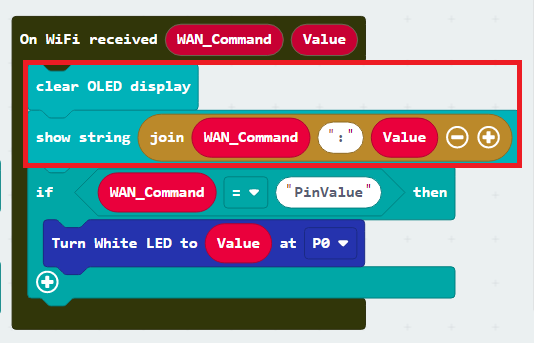 On WiFi received WAN_Command Value
clear OLED display
show string join WAN_Command ":" Value
if WAN_Command = "PinValue" then
Turn White LED to Value at P0